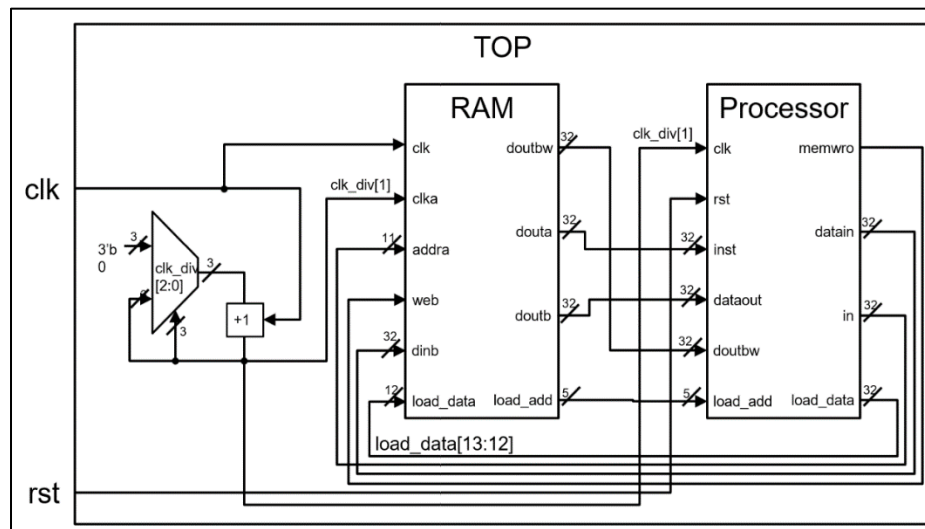 TOP
RAM
Processor
clk
rst
3'b
0
3
clk_div
[2:0]
3
3
+1
clk_div[1]
clk
clka
11
addra
web
32
dinb
12
load_data
doutbw
32
douta
32
doutb
32
load_add
5
load_data[13:12]
clk_div[1]
clk
rst
32
inst
32
dataout
32
doutbw
5
load_add
memwro
datain
32
in
32
load_data
32